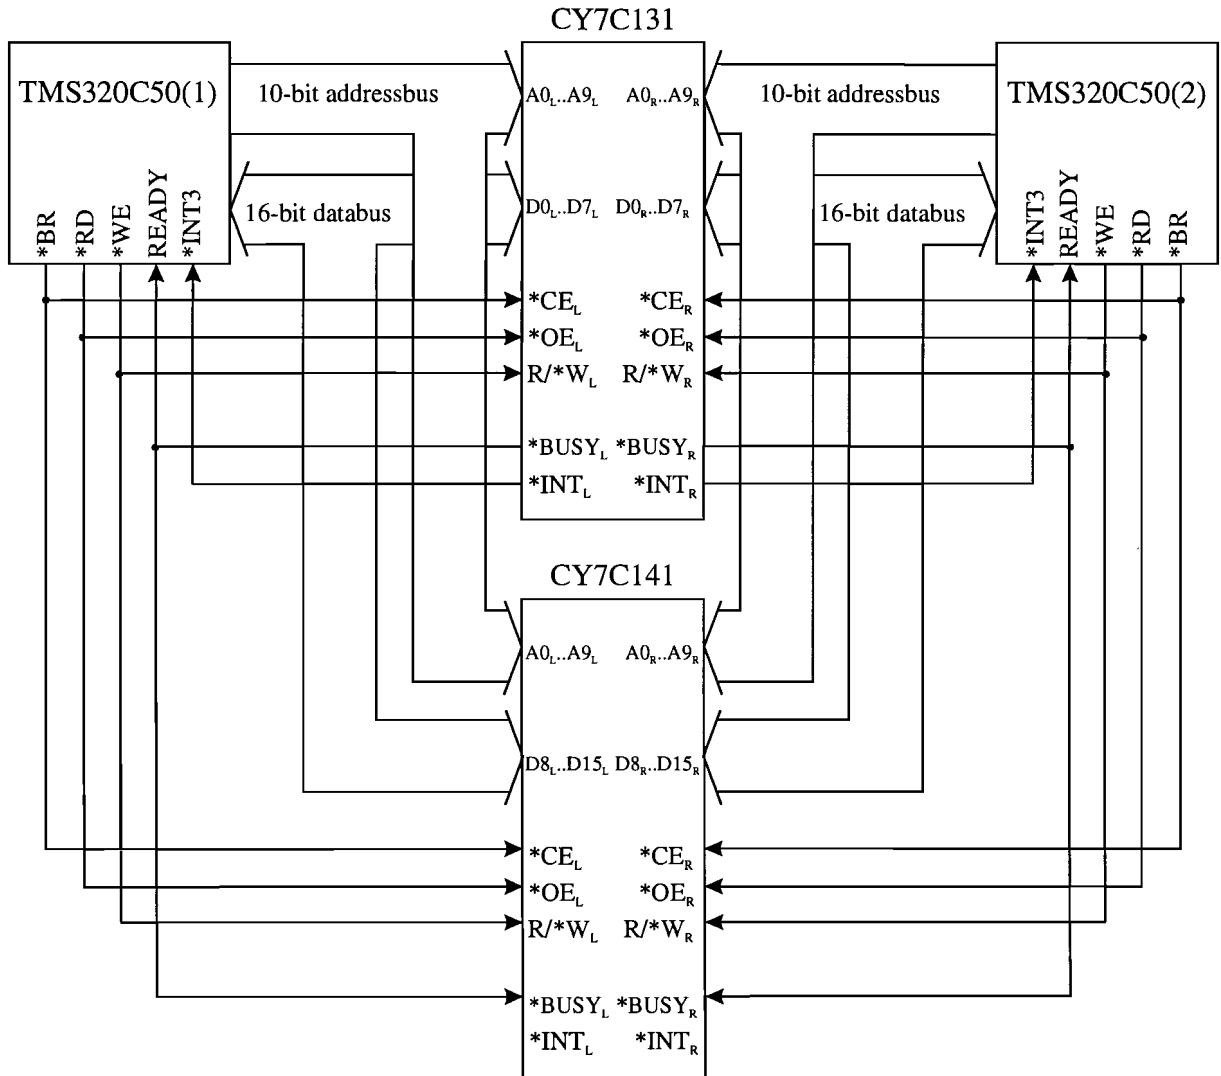 CY7C131
TMS320C50(1)
10-bit addressbus
A0L..A9L A0R..A9R
10-bit addressbus
TMS320C50(2)
*BR
*RD
*WE
READY
*INT3
16-bit databus
D0L..D7L D0R..D7R
16-bit databus
*INT3
READY
*WE
*RD
*BR
*CEL *CER
*OEL *OER
R/*WL R/*WR
*BUSYL *BUSYR
*INTL *INTR
CY7C141
A0L..A9L A0R..A9R
D8L..D15L D8R..D15R
*CEL *CER
*OEL *OER
R/*WL R/*WR
*BUSYL *BUSYR
*INTL *INTR